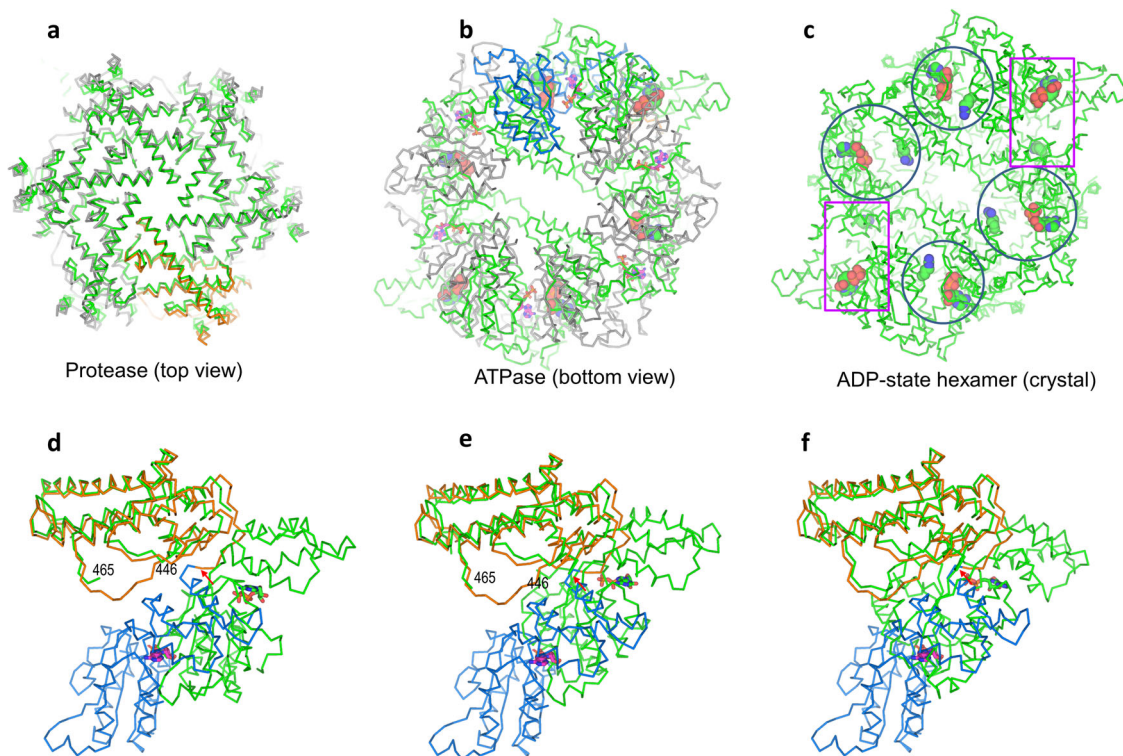 a
b
c
Protease (top view)
ATPase (bottom view)
ADP-state hexamer (crystal)
d
e
f
465
446
465
446